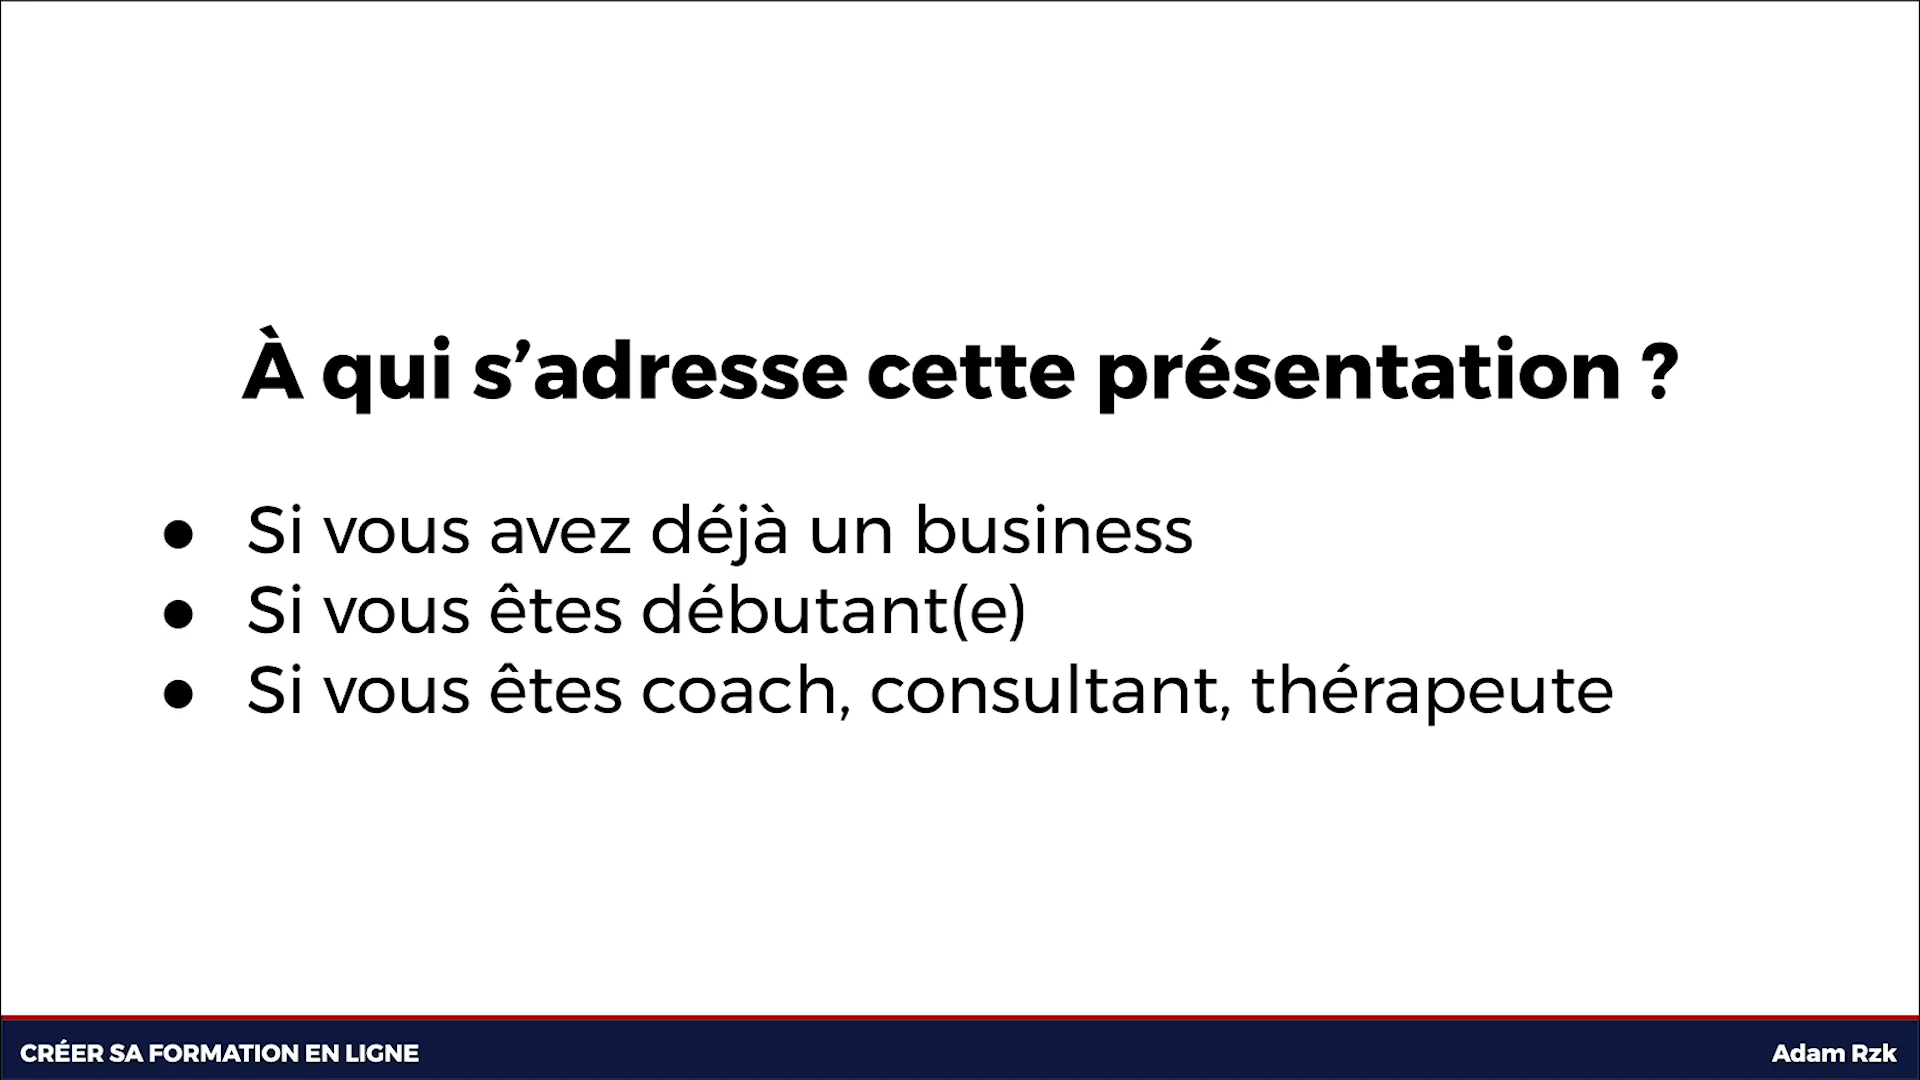 À qui s’adresse cette présentation ?
● Si vous avez déjà un business
● Si vous êtes débutant(e)
● Si vous êtes coach, consultant, thérapeute
CRÉER SA FORMATION EN LIGNE
Adam Rzk